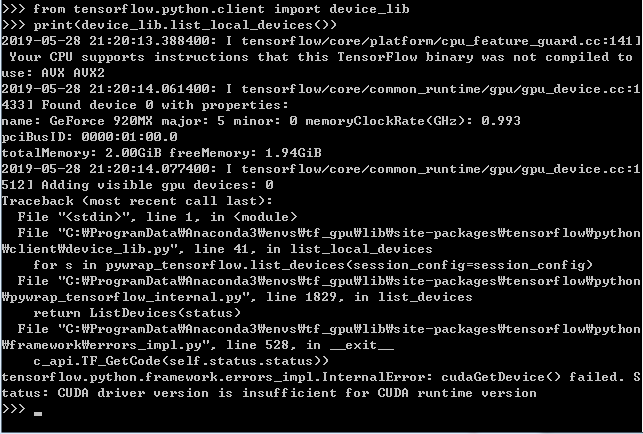 >>> from tensorflow.python.client import device_lib
>>> print(device_lib.list_local_devices())
2019-05-28 21:20:13.388400: I tensorflow/core/platform/cpu_feature_guard.cc:141]
 Your CPU supports instructions that this TensorFlow binary was not compiled to
use: AVX AVX2
2019-05-28 21:20:14.061400: I tensorflow/core/common_runtime/gpu/gpu_device.cc:1
433] Found device 0 with properties:
name: GeForce 920MX major: 5 minor: 0 memoryClockRate(GHz): 0.993
pciBusID: 0000:01:00.0
totalMemory: 2.00GiB freeMemory: 1.94GiB
2019-05-28 21:20:14.077400: I tensorflow/core/common_runtime/gpu/gpu_device.cc:1
512] Adding visible gpu devices: 0
Traceback (most recent call last):
  File "<stdin>", line 1, in <module>
  File "C:₩ProgramData₩Anaconda3₩envs₩tf_gpu₩lib₩site-packages₩tensorflow₩python
₩client₩device_lib.py", line 41, in list_local_devices
    for s in pywrap_tensorflow.list_devices(session_config=session_config)
  File "C:₩ProgramData₩Anaconda3₩envs₩tf_gpu₩lib₩site-packages₩tensorflow₩python
₩pywrap_tensorflow_internal.py", line 1829, in list_devices
    return ListDevices(status)
  File "C:₩ProgramData₩Anaconda3₩envs₩tf_gpu₩lib₩site-packages₩tensorflow₩python
₩framework₩errors_impl.py", line 528, in __exit__
    c_api.TF_GetCode(self.status.status))
tensorflow.python.framework.errors_impl.InternalError: cudaGetDevice() failed. S
tatus: CUDA driver version is insufficient for CUDA runtime version
>>> _